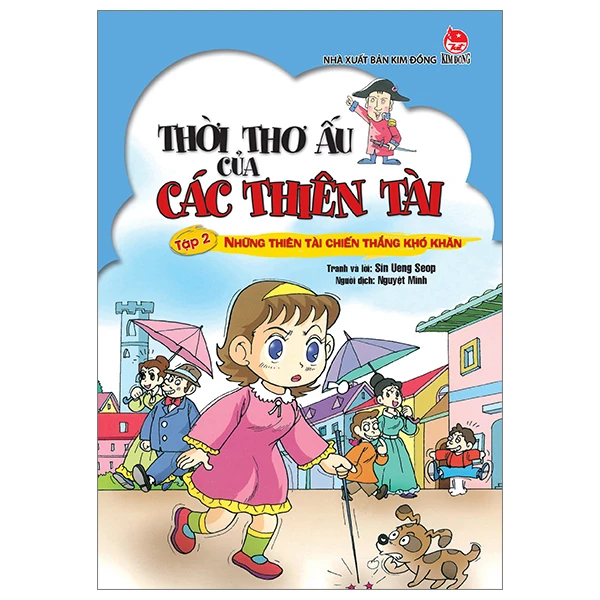 NHÀ XUẤT BẢN KIM ĐỒNG
KIM ĐỒNG
THỜI THƠ ẤU
CỦA
CÁC THIÊN TÀI
TẬP 2
NHỮNG THIÊN TÀI CHIẾN THẮNG KHÓ KHĂN
Tranh và lời: Sin Ueng Seop
Người dịch: Nguyệt Minh